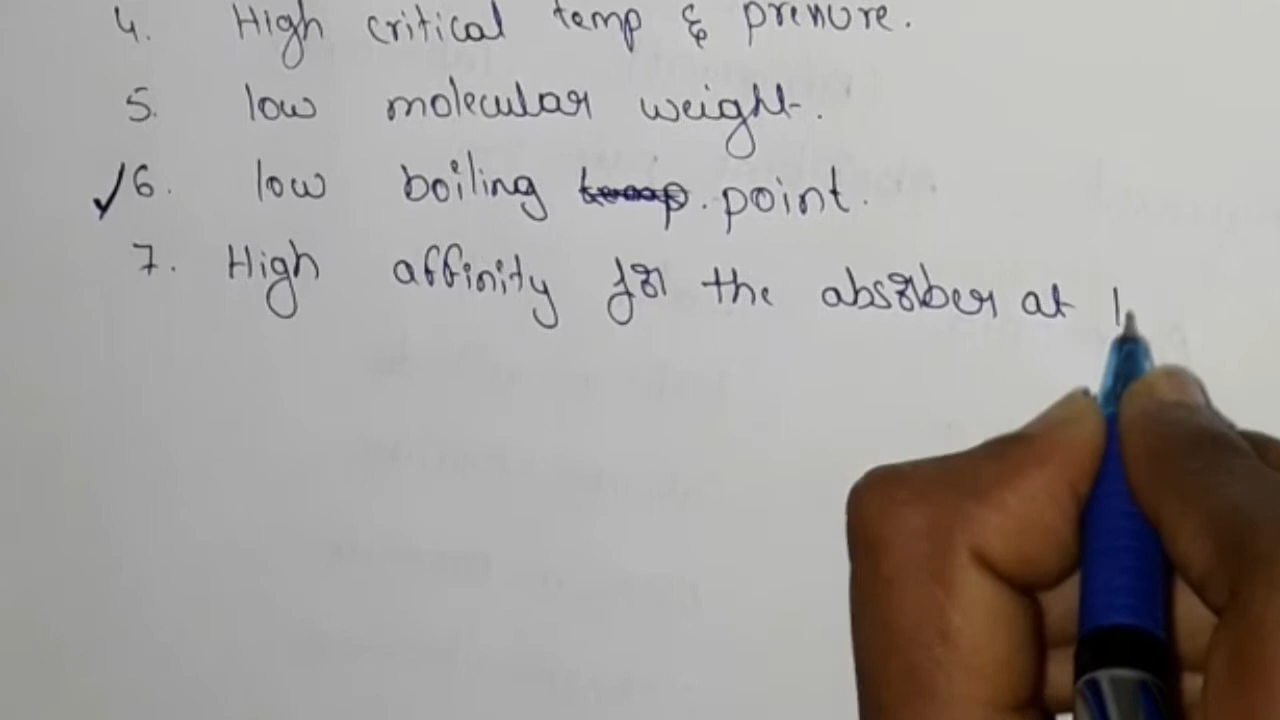 4. High critical temp & pressure.
5. low molecular weight.
6. low boiling point.
7. High affinity for the absorber at